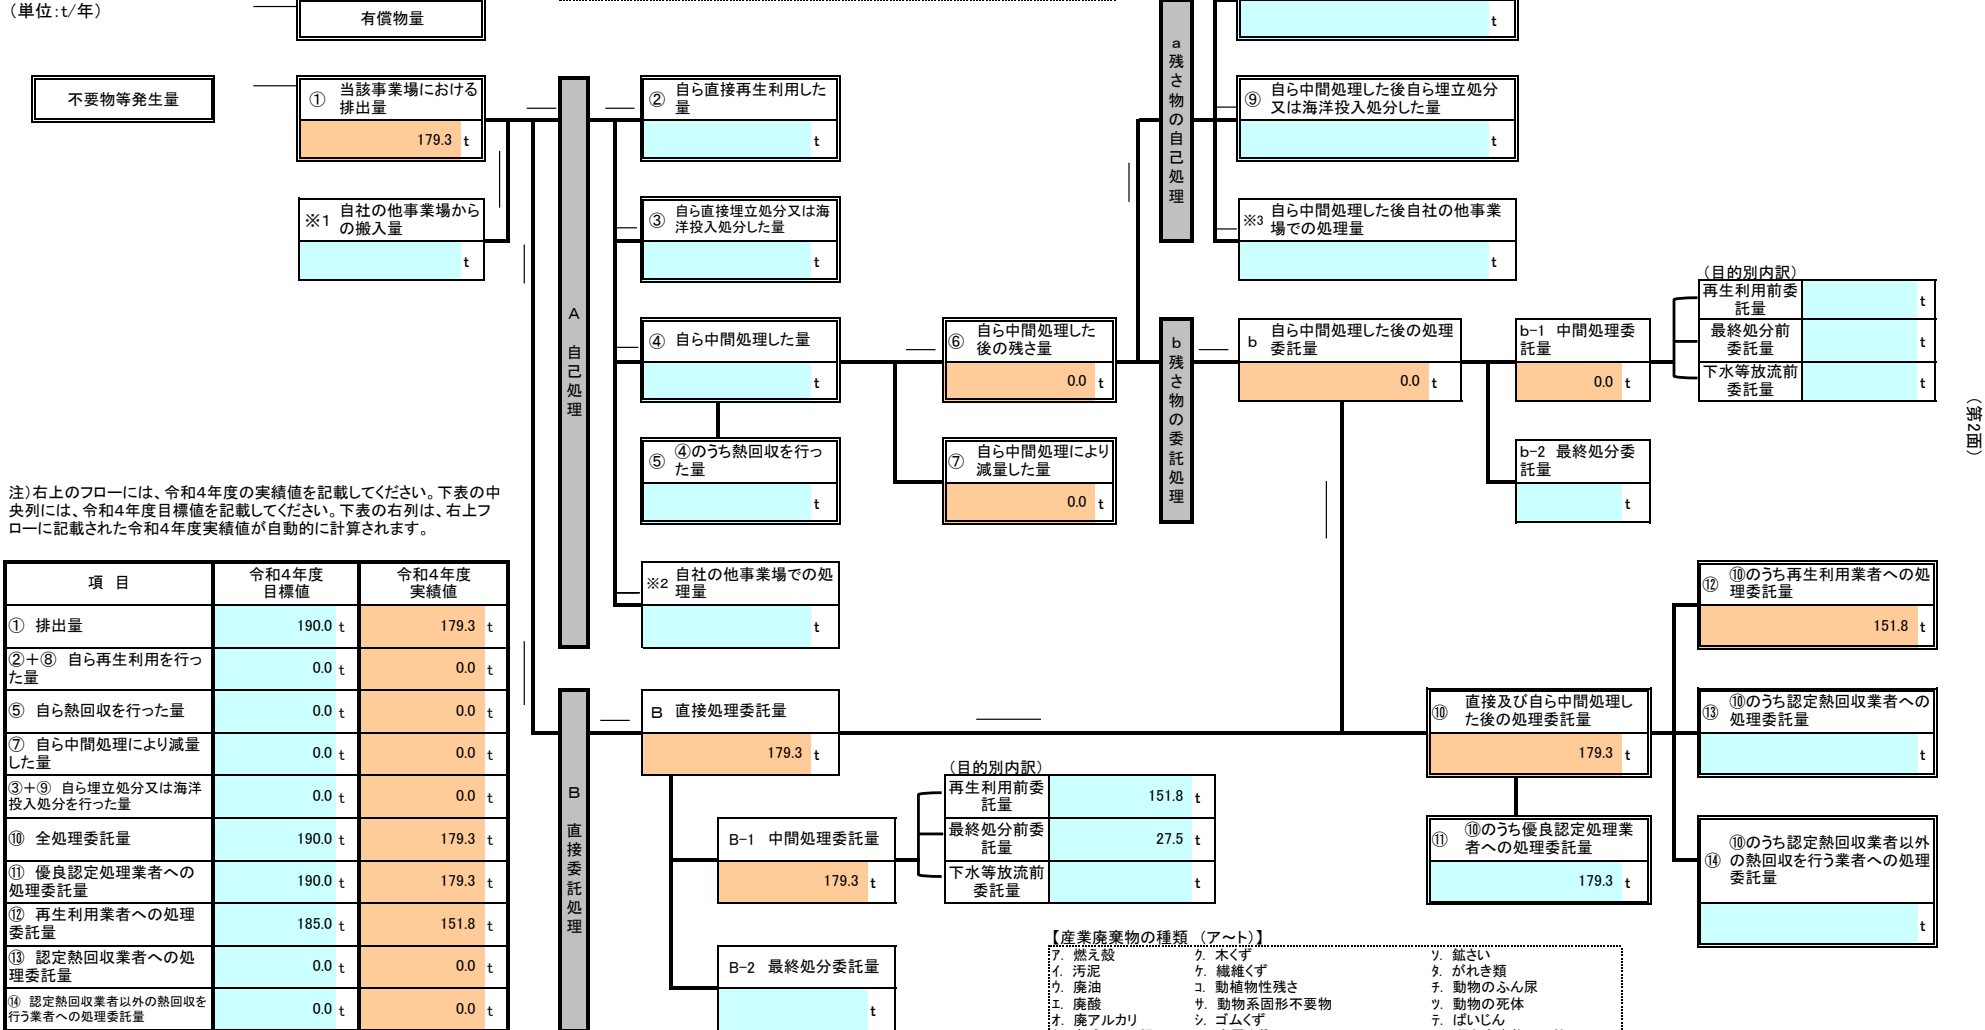 （単位：t/年）
有償物量
t
不要物等発生量
① 当該事業場における
排出量
179.3 t
※1 自社の他事業場から
の搬入量
t
A 自己処理
② 自ら直接再生利用した
量
t
③ 自ら直接埋立処分又は海
洋投入処分した量
t
④ 自ら中間処理した量
t
⑤ ④のうち熱回収を行っ
た量
t
※2 自社の他事業場での処
理量
t
⑥ 自ら中間処理した
後の残さ量
0.0 t
⑦ 自ら中間処理により
減量した量
0.0 t
a 残さ物の自己処理
⑨ 自ら中間処理した後自ら埋立処分
又は海洋投入処分した量
t
※3 自ら中間処理した後自社の他事業
場での処理量
t
b 残さ物の委託処理
b 自ら中間処理した後の処理
委託量
0.0 t
b-1 中間処理委
託量
0.0 t
b-2 最終処分委
託量
t
（目的別内訳）
再生利用前委
託量
t
最終処分前
委託量
t
下水等放流前
委託量
t
（第2面）
注）右上のフローには、令和4年度の実績値を記載してください。下表の中
央列には、令和4年度目標値を記載してください。下表の右列は、右上フ
ローに記載された令和4年度実績値が自動的に計算されます。
項 目 令和4年度
目標値 令和4年度
実績値
① 排出量 190.0 t 179.3 t
②＋⑧ 自ら再生利用を行っ
た量 0.0 t 0.0 t
⑤ 自ら熱回収を行った量 0.0 t 0.0 t
⑦ 自ら中間処理により減量
した量 0.0 t 0.0 t
③＋⑨ 自ら埋立処分又は海洋
投入処分を行った量 0.0 t 0.0 t
⑩ 全処理委託量 190.0 t 179.3 t
⑪ 優良認定処理業者への
処理委託量 190.0 t 179.3 t
⑫ 再生利用業者への処理
委託量 185.0 t 151.8 t
⑬ 認定熱回収業者への処
理委託量 0.0 t 0.0 t
⑭ 認定熱回収業者以外の熱回収を
行う業者への処理委託量 0.0 t 0.0 t
B 直接委託処理
B 直接処理委託量
179.3 t
B-1 中間処理委託量
179.3 t
B-2 最終処分委託量
t
（目的別内訳）
再生利用前委
託量
151.8 t
最終処分前委
託量
27.5 t
下水等放流前
委託量
t
⑩ 直接及び自ら中間処理し
た後の処理委託量
179.3 t
⑪ ⑩のうち優良認定処理業
者への処理委託量
179.3 t
⑫ ⑩のうち再生利用業者への処
理委託量
151.8 t
⑬ ⑩のうち認定熱回収業者への
処理委託量
t
⑭ ⑩のうち認定熱回収業者以外
の熱回収を行う業者への処理
委託量
t
【産業廃棄物の種類 （ア～ト）】
ア. 燃え殻 ク. 木くず ソ. 鉱さい
イ. 汚泥 ケ. 繊維くず タ. がれき類
ウ. 廃油 コ. 動植物性残さ チ. 動物のふん尿
エ. 廃酸 サ. 動物系固形不要物 ツ. 動物の死体
オ. 廃アルカリ シ. ゴムくず テ. ばいじん